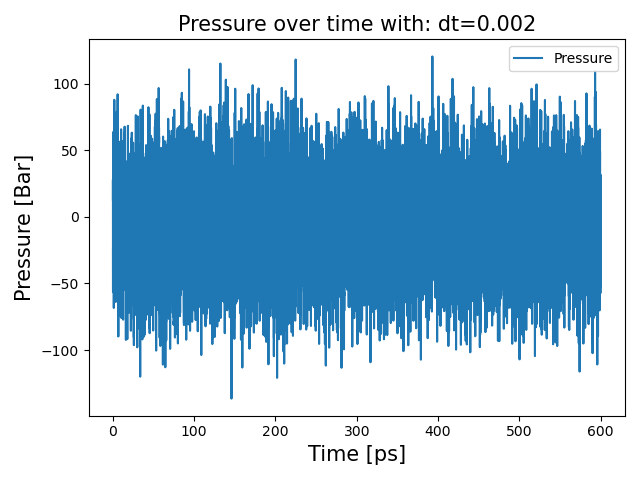 Pressure over time with: dt=0.002
Pressure
Pressure [Bar]
100
50
0
−50
−100
0 100 200 300 400 500 600
Time [ps]